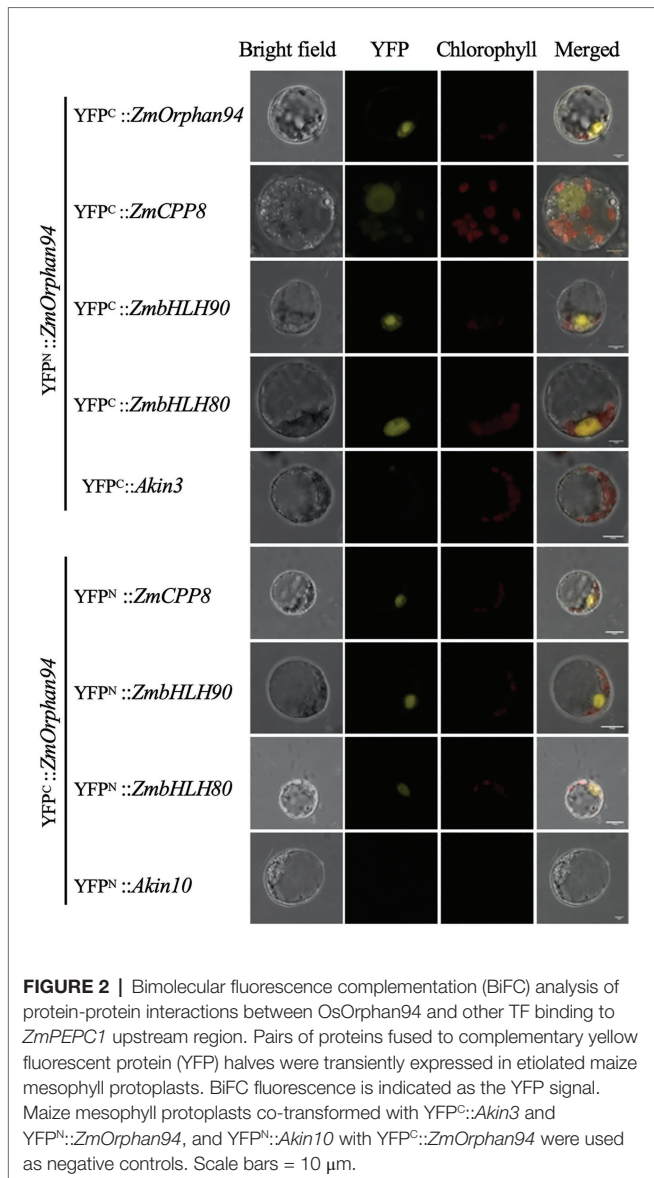 Bright field YFP Chlorophyll Merged
YFPᴺ::ZmOrphan94
YFPᶜ::ZmOrphan94
YFPᶜ::ZmCPP8
YFPᶜ::ZmbHLH90
YFPᶜ::ZmbHLH80
YFPᶜ::Akin3
YFPᶜ::ZmOrphan94
YFPᴺ::ZmCPP8
YFPᴺ::ZmbHLH90
YFPᴺ::ZmbHLH80
YFPᴺ::Akin10
FIGURE 2 | Bimolecular fluorescence complementation (BiFC) analysis of
protein-protein interactions between OsOrphan94 and other TF binding to
ZmPEPC1 upstream region. Pairs of proteins fused to complementary yellow
fluorescent protein (YFP) halves were transiently expressed in etiolated maize
mesophyll protoplasts. BiFC fluorescence is indicated as the YFP signal.
Maize mesophyll protoplasts co-transformed with YFPᶜ::Akin3 and
YFPᴺ::ZmOrphan94, and YFPᴺ::Akin10 with YFPᶜ::ZmOrphan94 were used
as negative controls. Scale bars = 10 μm.